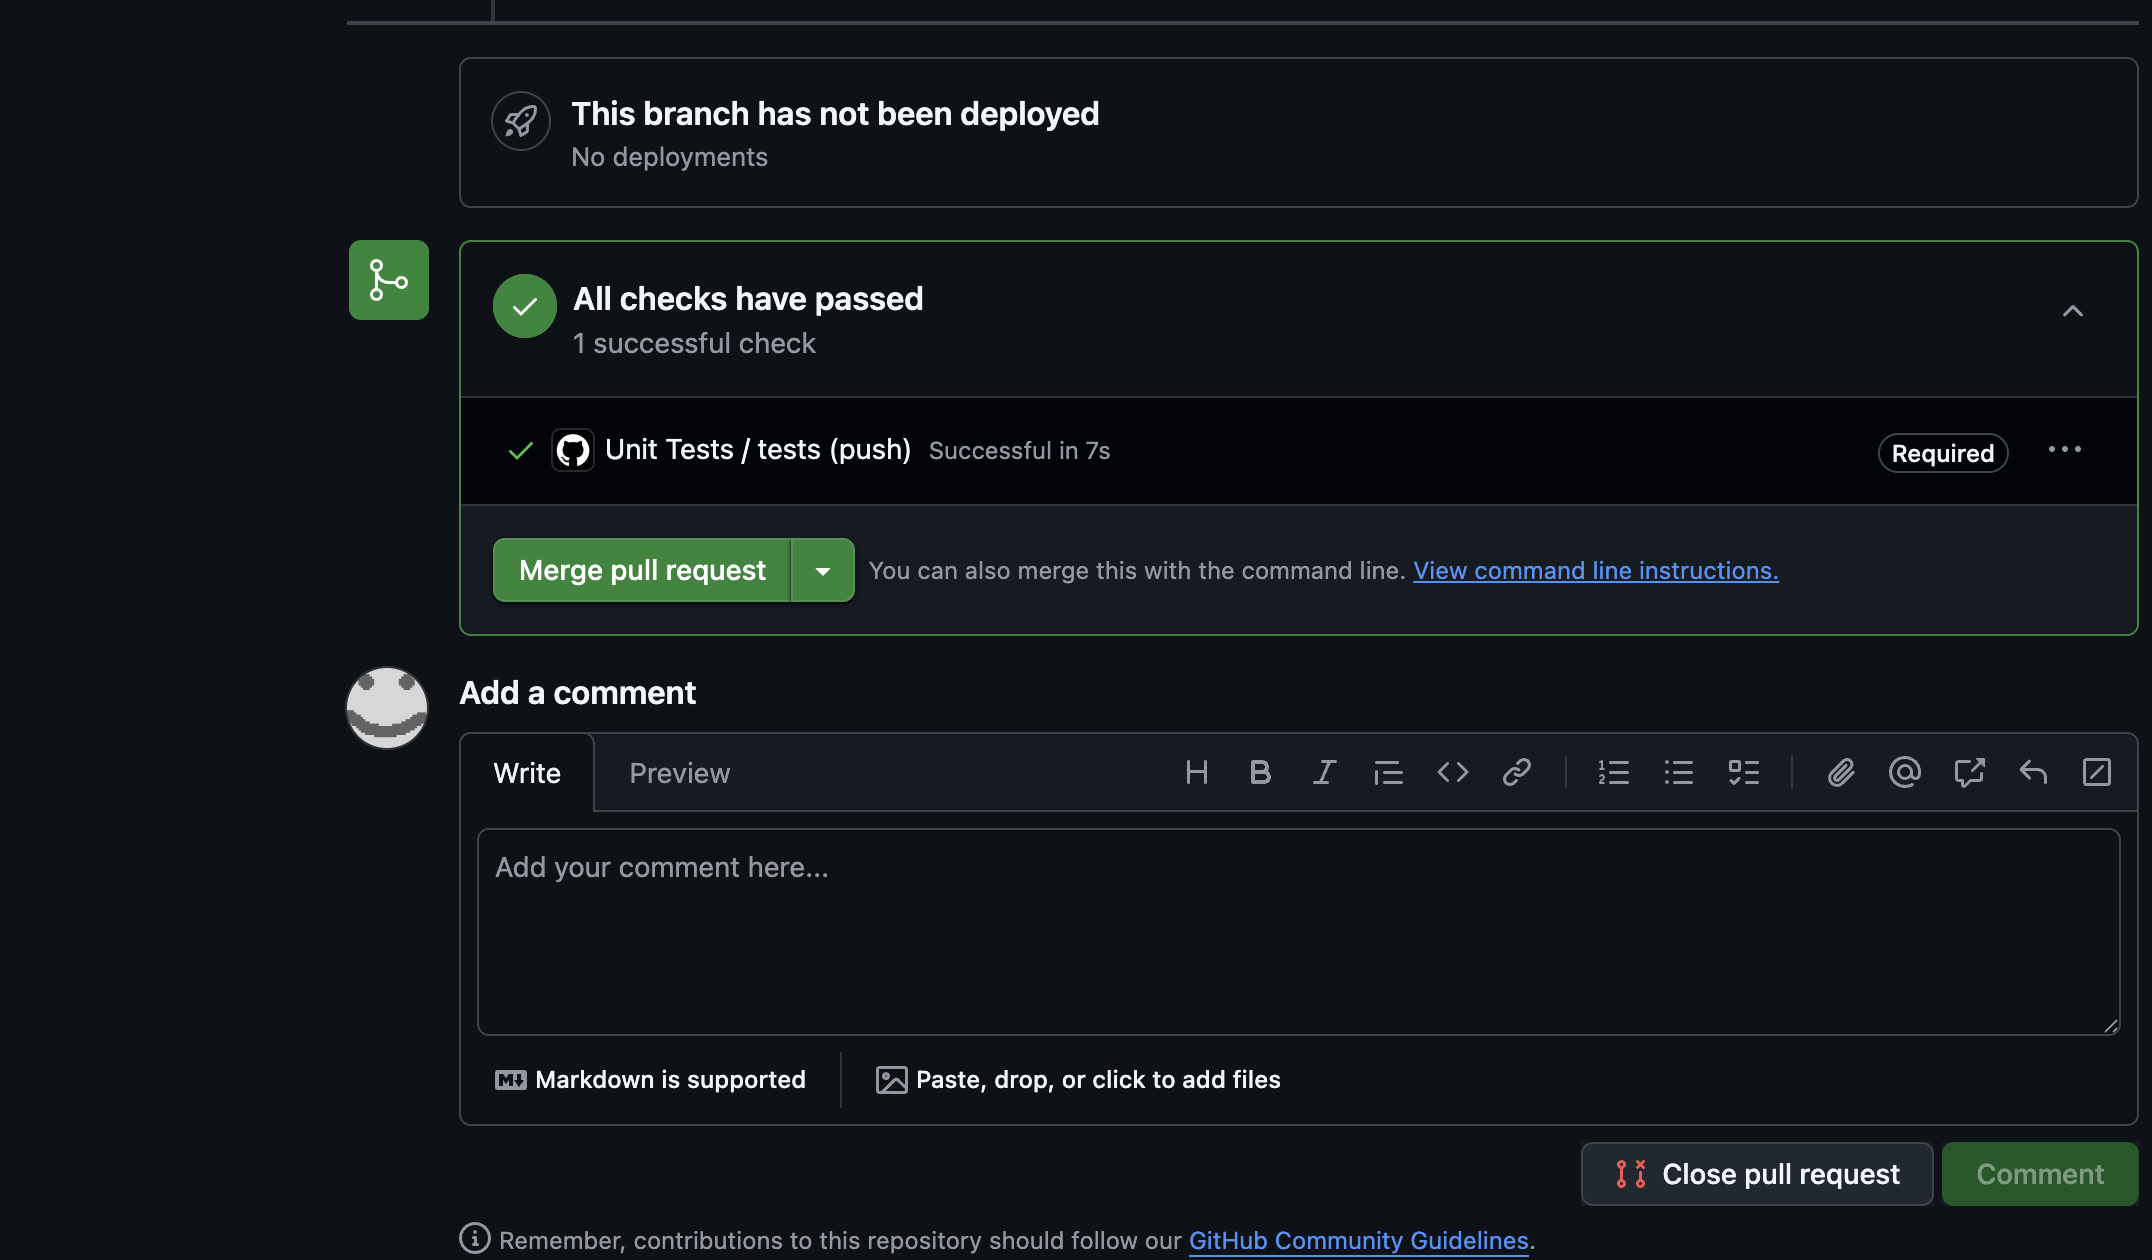 This branch has not been deployed
No deployments
All checks have passed
1 successful check
Unit Tests / tests (push) Successful in 7s Required
Merge pull request You can also merge this with the command line. View command line instructions.
Add a comment
Write Preview
Add your comment here...
Markdown is supported Paste, drop, or click to add files
Close pull request Comment
Remember, contributions to this repository should follow our GitHub Community Guidelines.